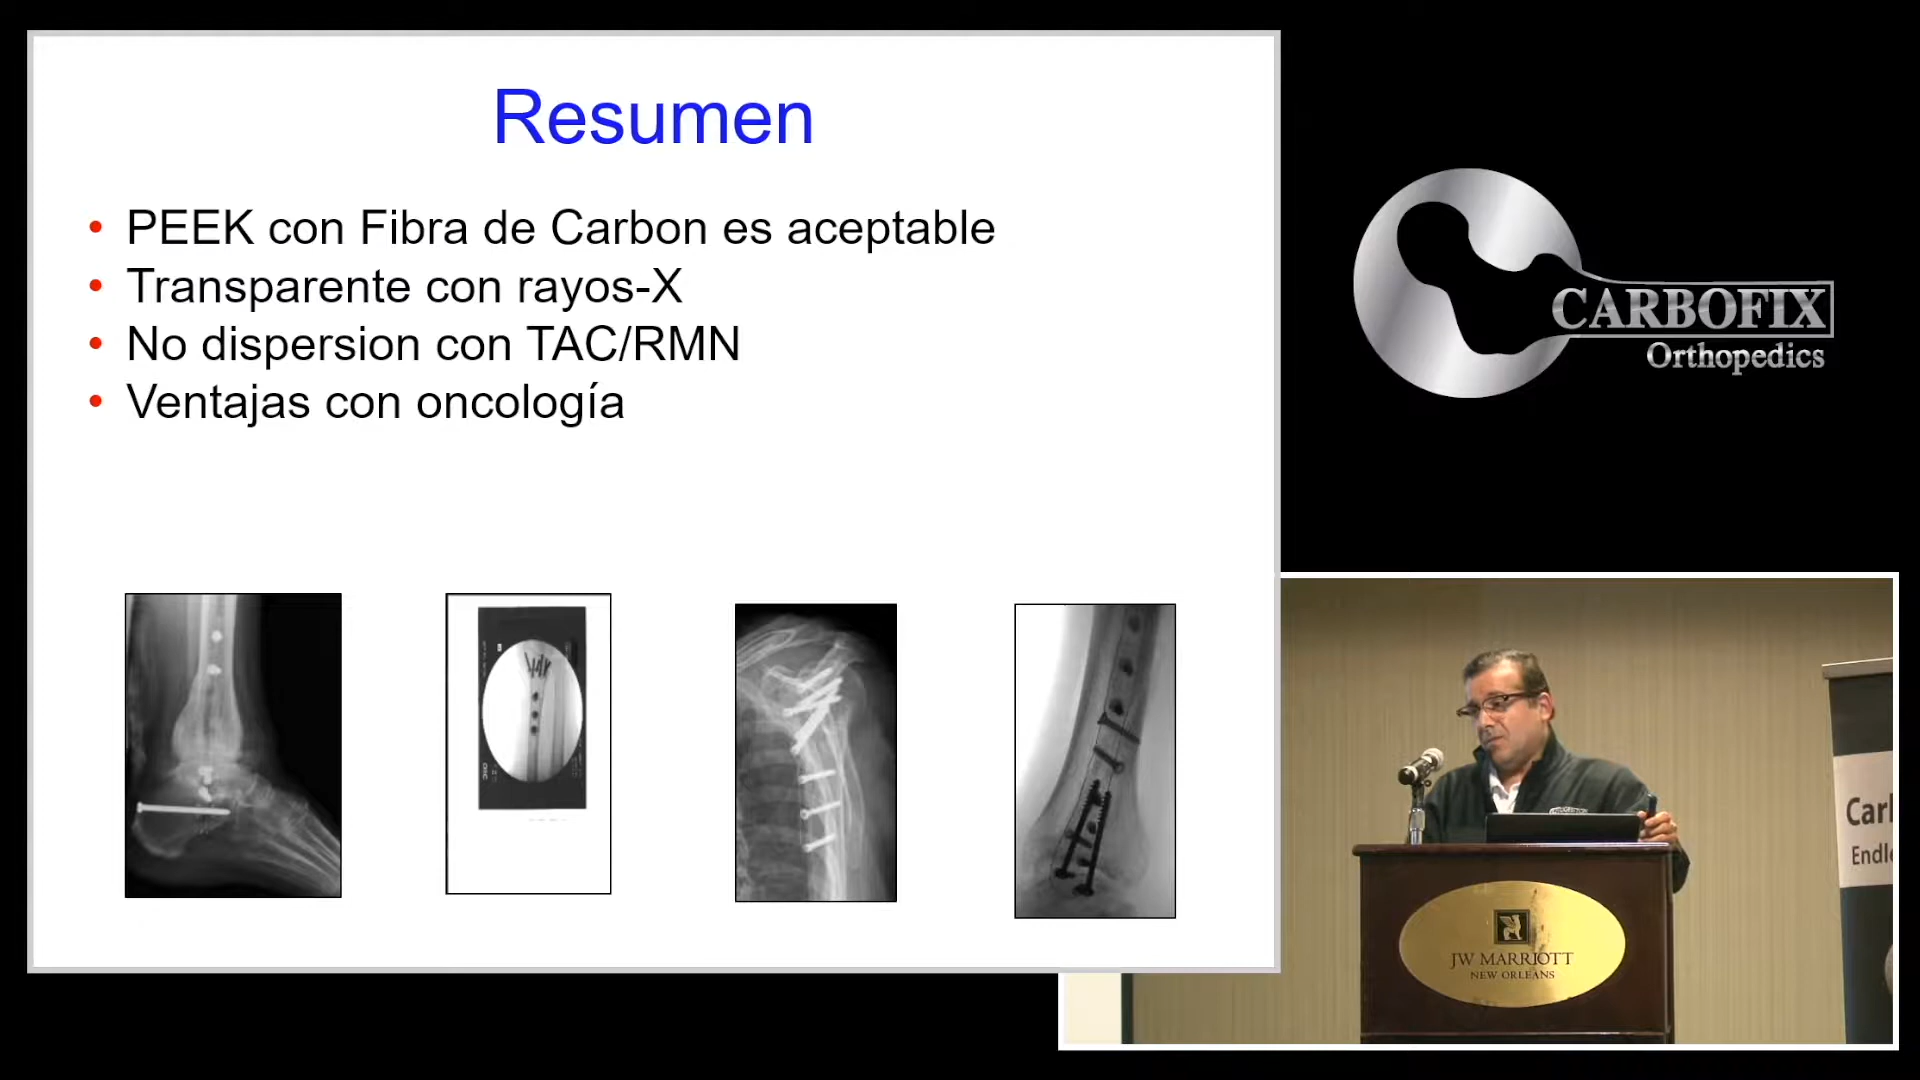 Resumen
• PEEK con Fibra de Carbon es aceptable
• Transparente con rayos-X
• No dispersion con TAC/RMN
• Ventajas con oncología
CARBOFIX
Orthopedics
JW MARRIOTT
NEW ORLEANS